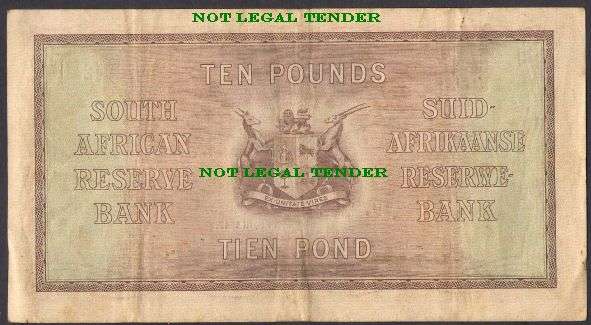 NOT LEGAL TENDER
TEN POUNDS
SOUTH
AFRICAN
RESERVE
BANK
SUID-
AFRIKAANSE
RESERWE-
BANK
NOT LEGAL TENDER
EX UNITATE VIRES
TIEN POND